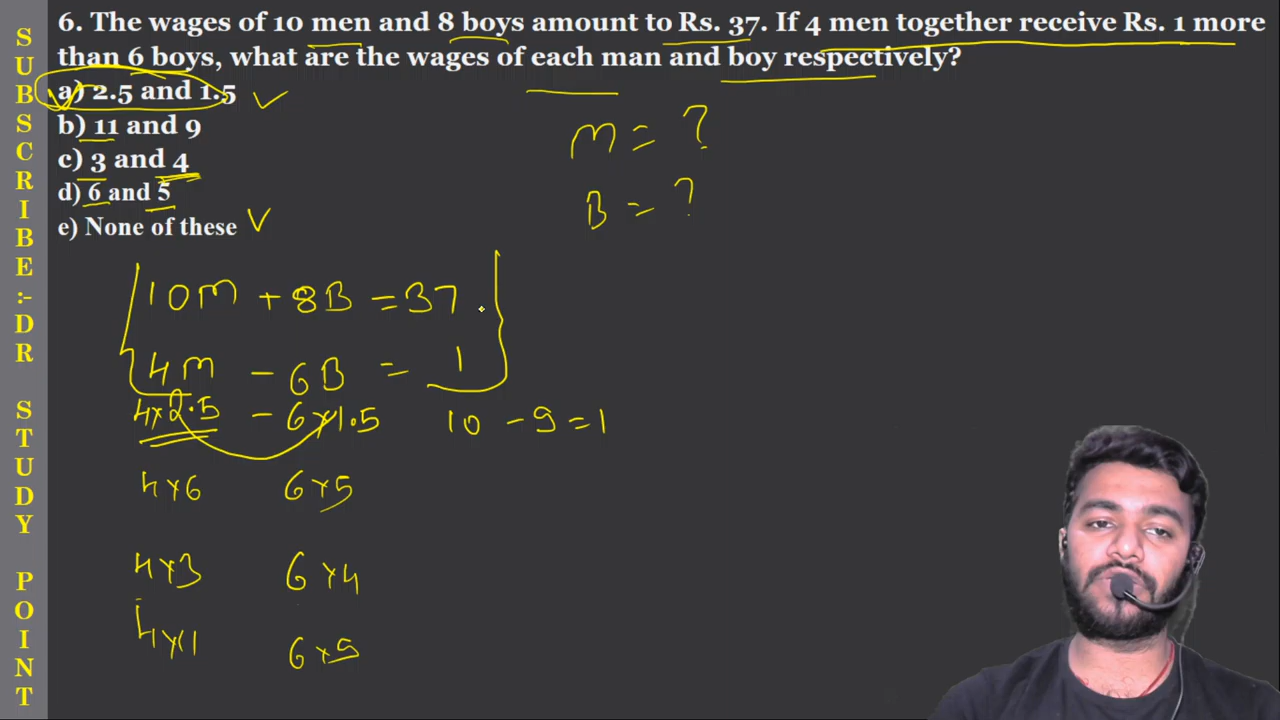 SUBSCRIBE:-DR STUDY POINT
6. The wages of 10 men and 8 boys amount to Rs. 37. If 4 men together receive Rs. 1 more
than 6 boys, what are the wages of each man and boy respectively?
a) 2.5 and 1.5
b) 11 and 9
c) 3 and 4
d) 6 and 5
e) None of these
M = ?
B = ?
10M + 8B = 37
4M - 6B = 1
4×2.5 - 6×1.5 10 - 9 = 1
4×6 6×5
4×3 6×4
4×11 6×9